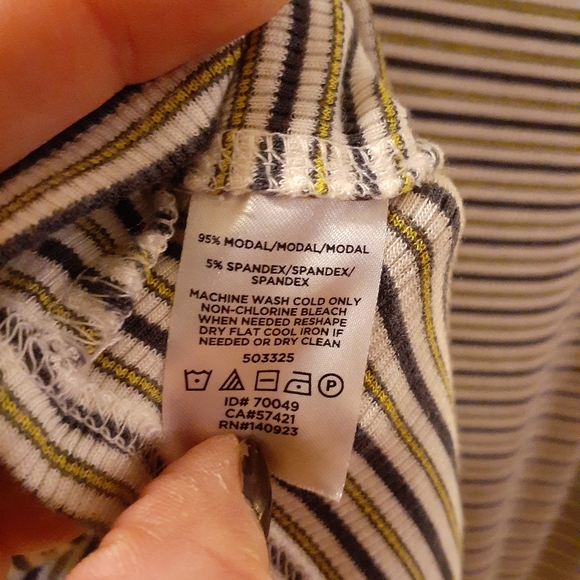 95% MODAL/MODAL/MODAL
5% SPANDEX/SPANDEX/
SPANDEX
MACHINE WASH COLD ONLY
NON-CHLORINE BLEACH
WHEN NEEDED RESHAPE
DRY FLAT COOL IRON IF
NEEDED OR DRY CLEAN
503325
P
ID# 70049
CA#57421
RN#140923